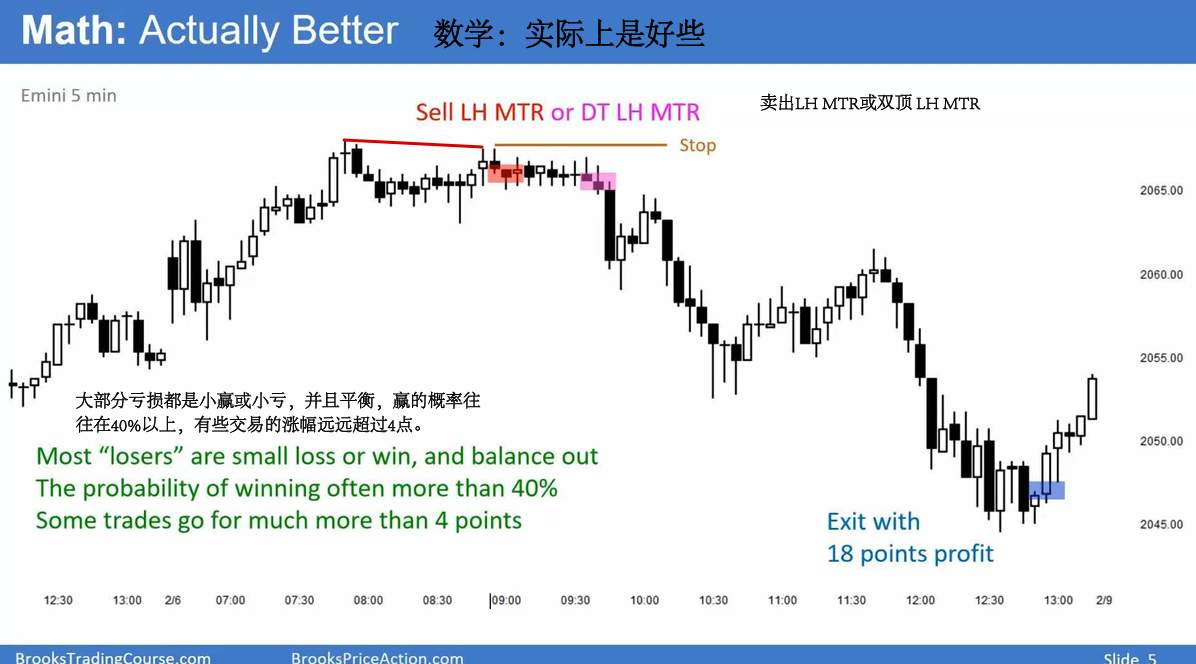 Math: Actually Better 数学：实际上是好些
Emini 5 min
Sell LH MTR or DT LH MTR
卖出LH MTR或双顶 LH MTR
Stop
2065.00
2060.00
2055.00
2050.00
2045.00
大部分亏损都是小赢或小亏，并且平衡，赢的概率往
往在40%以上，有些交易的涨幅远远超过4点。
Most “losers” are small loss or win, and balance out
The probability of winning often more than 40%
Some trades go for much more than 4 points
Exit with
18 points profit
12:30 13:00 2/6 07:00 07:30 08:00 08:30 09:00 09:30 10:00 10:30 11:00 11:30 12:00 12:30 13:00 2/9
BrooksTradingCourse.com BrooksPriceAction.com Slide 5